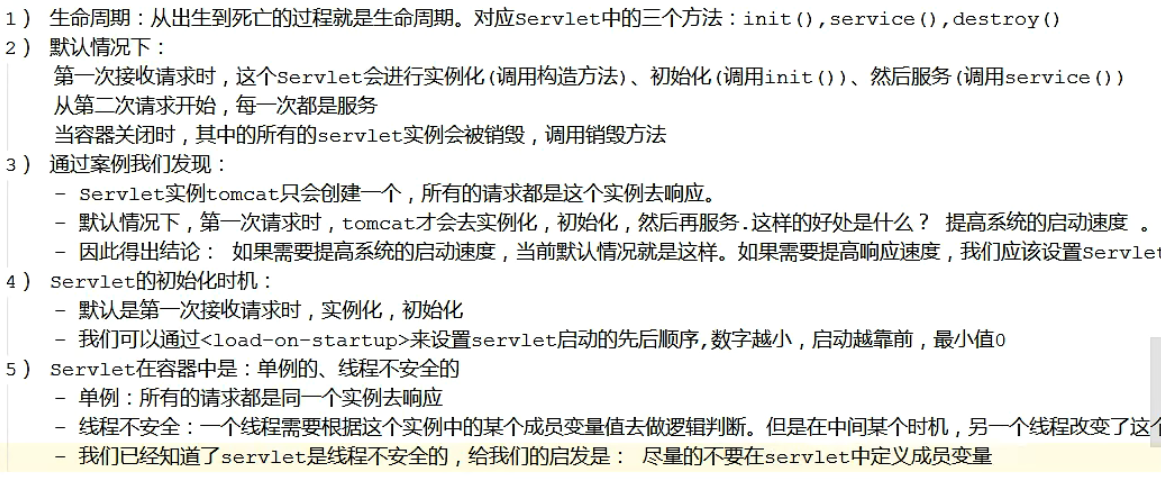 1） 生命周期：从出生到死亡的过程就是生命周期。对应Servlet中的三个方法：init(),service(),destroy()
2） 默认情况下：
第一次接收请求时，这个Servlet会进行实例化(调用构造方法)、初始化(调用init())、然后服务(调用service())
从第二次请求开始，每一次都是服务
当容器关闭时，其中的所有的servlet实例会被销毁，调用销毁方法
3） 通过案例我们发现：
- Servlet实例tomcat只会创建一个，所有的请求都是这个实例去响应。
- 默认情况下，第一次请求时，tomcat才会去实例化，初始化，然后再服务.这样的好处是什么？ 提高系统的启动速度 。
- 因此得出结论： 如果需要提高系统的启动速度，当前默认情况就是这样。如果需要提高响应速度，我们应该设置Servlet
4） Servlet的初始化时机：
- 默认是第一次接收请求时，实例化，初始化
- 我们可以通过<load-on-startup>来设置servlet启动的先后顺序,数字越小，启动越靠前，最小值0
5） Servlet在容器中是：单例的、线程不安全的
- 单例：所有的请求都是同一个实例去响应
- 线程不安全：一个线程需要根据这个实例中的某个成员变量值去做逻辑判断。但是在中间某个时机，另一个线程改变了这个
- 我们已经知道了servlet是线程不安全的，给我们的启发是： 尽量的不要在servlet中定义成员变量